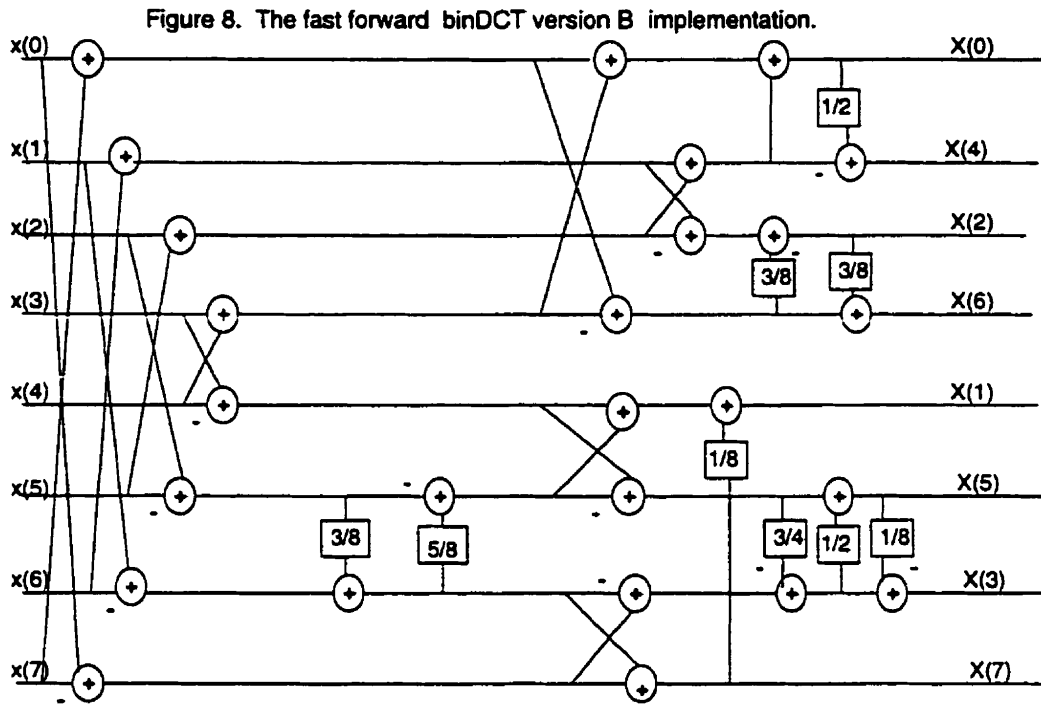 Figure 8. The fast forward binDCT version B implementation.
x(0) + + + X(0)
1/2
x(1) + + + X(4)
-
x(2) + + + X(2)
- -
3/8 3/8
x(3) + + + X(6)
-
x(4) + + + X(1)
-
1/8
x(5) + - + + + X(5)
- -
3/8 5/8 3/4 1/2 1/8
x(6) + + - + - + - + X(3)
-
x(7) + + X(7)
-